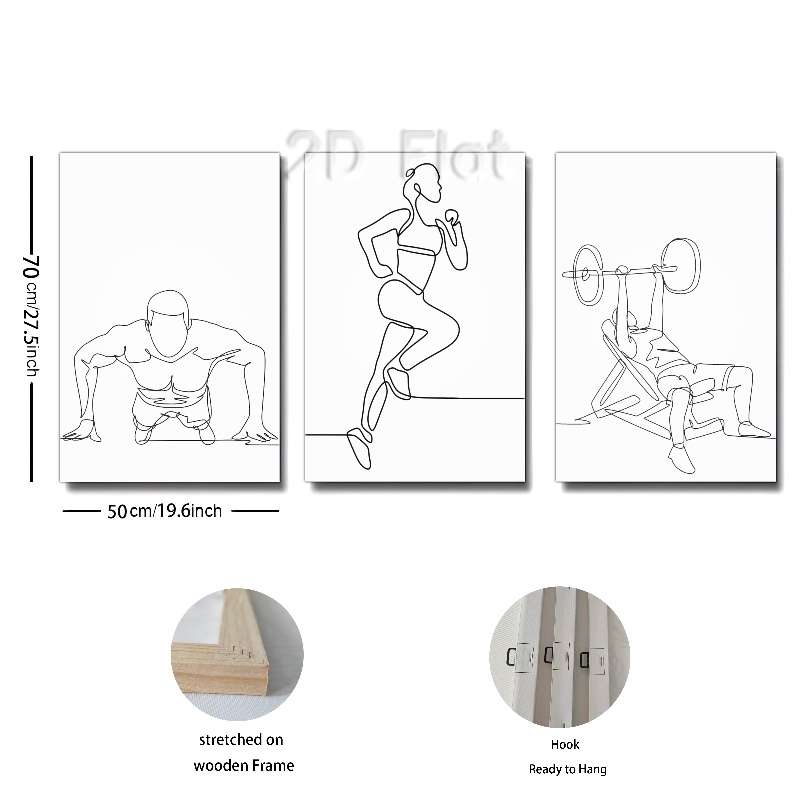 2D Flat
70 cm/27.5inch
50cm/19.6inch
stretched on
wooden Frame
Hook
Ready to Hang